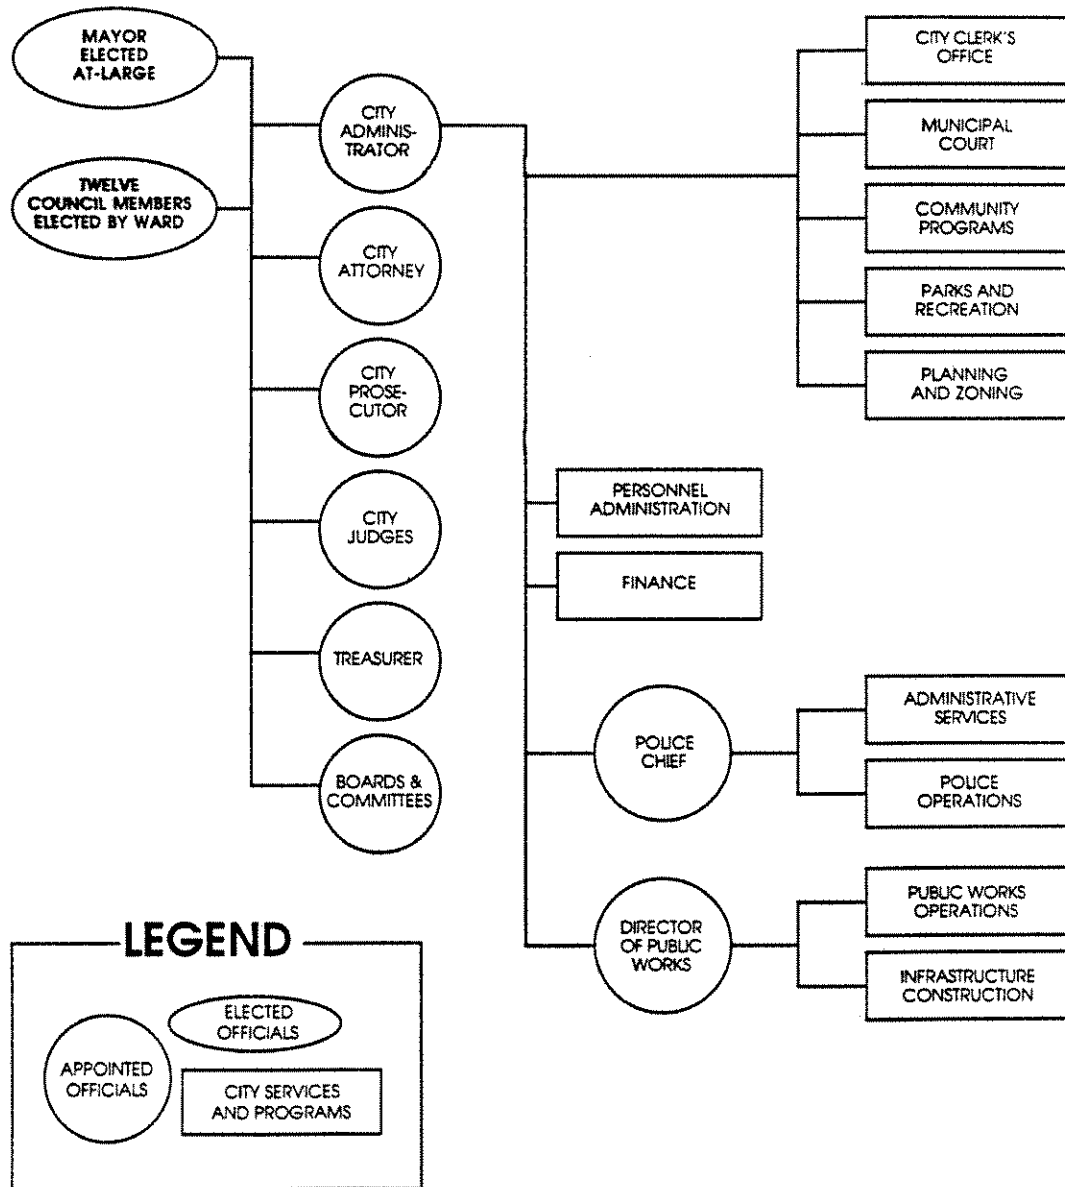 MAYOR
ELECTED
AT-LARGE
TWELVE
COUNCIL MEMBERS
ELECTED BY WARD
CITY
ADMINIS-
TRATOR
CITY
ATTORNEY
CITY
PROSE-
CUTOR
CITY
JUDGES
TREASURER
BOARDS &
COMMITTEES
CITY CLERK'S
OFFICE
MUNICIPAL
COURT
COMMUNITY
PROGRAMS
PARKS AND
RECREATION
PLANNING
AND ZONING
PERSONNEL
ADMINISTRATION
FINANCE
POLICE
CHIEF
ADMINISTRATIVE
SERVICES
POLICE
OPERATIONS
DIRECTOR
OF PUBLIC
WORKS
PUBLIC WORKS
OPERATIONS
INFRASTRUCTURE
CONSTRUCTION
LEGEND
ELECTED
OFFICIALS
APPOINTED
OFFICIALS
CITY SERVICES
AND PROGRAMS